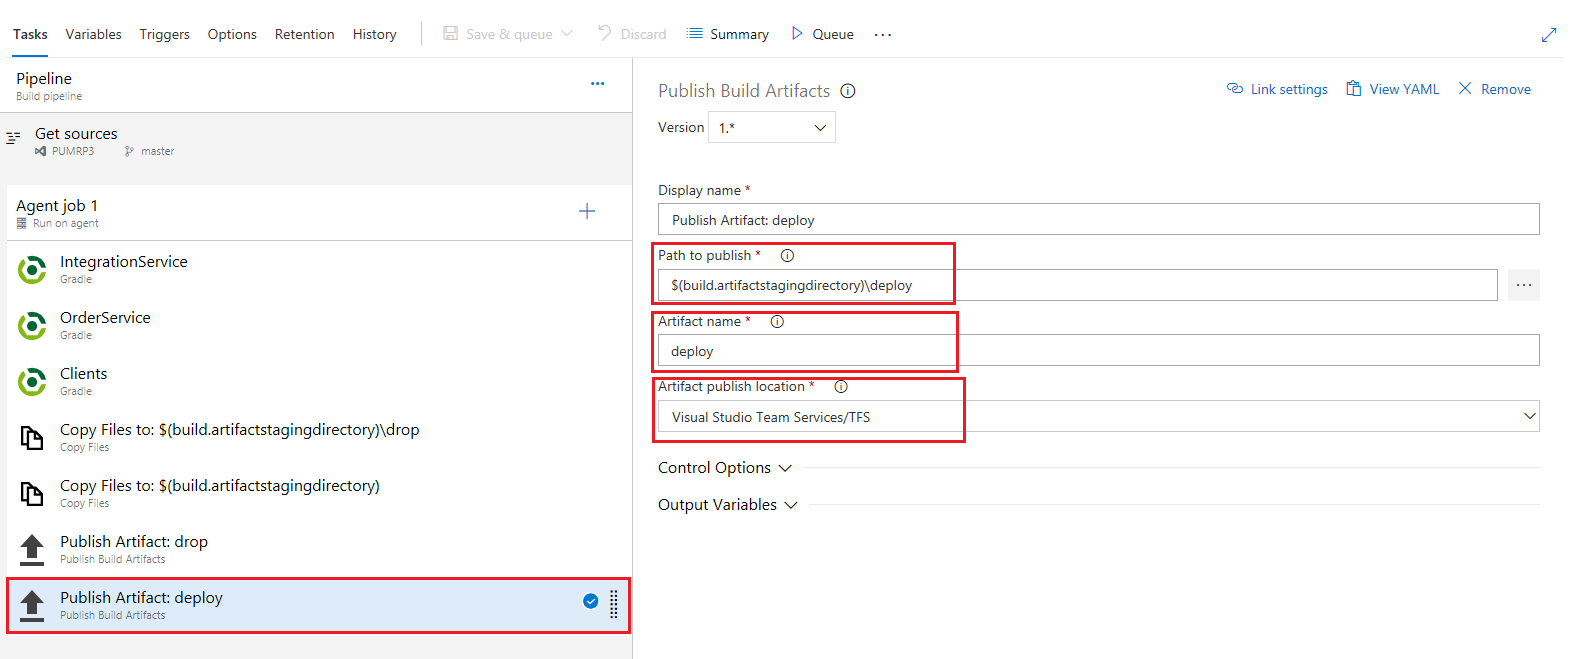 Tasks Variables Triggers Options Retention History Save & queue Discard Summary Queue ...
Pipeline ...
Build pipeline
Get sources
PUMRP3 master
Agent job 1
Run on agent
IntegrationService
Gradle
OrderService
Gradle
Clients
Gradle
Copy Files to: $(build.artifactstagingdirectory)\drop
Copy Files
Copy Files to: $(build.artifactstagingdirectory)
Copy Files
Publish Artifact: drop
Publish Build Artifacts
Publish Artifact: deploy
Publish Build Artifacts
Publish Build Artifacts Link settings View YAML Remove
Version 1.*
Display name *
Publish Artifact: deploy
Path to publish *
$(build.artifactstagingdirectory)\deploy ...
Artifact name *
deploy
Artifact publish location *
Visual Studio Team Services/TFS
Control Options
Output Variables